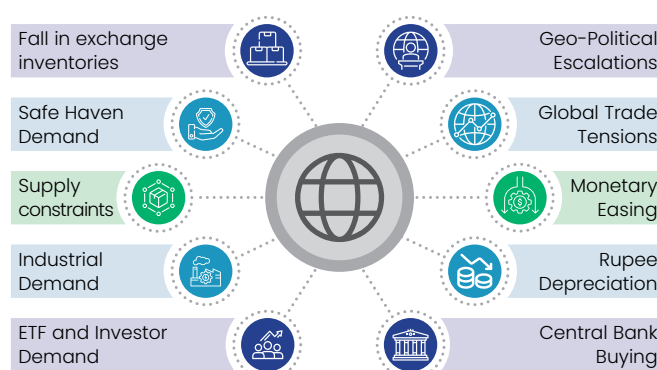 Fall in exchange
inventories
Safe Haven
Demand
Supply
constraints
Industrial
Demand
ETF and Investor
Demand
Geo-Political
Escalations
Global Trade
Tensions
Monetary
Easing
Rupee
Depreciation
Central Bank
Buying